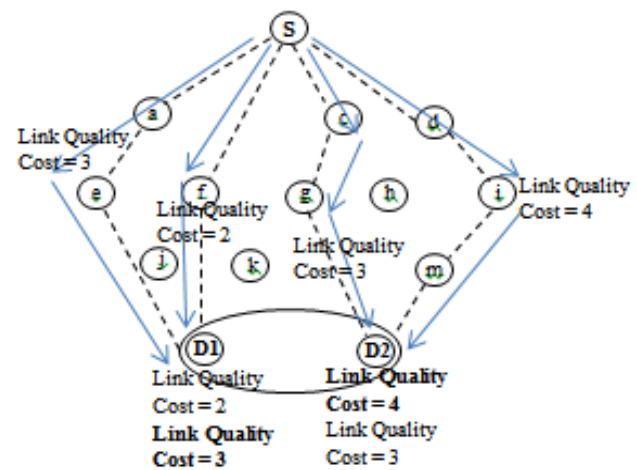 S
a
c
d
Link Quality
Cost = 3
e
f
g
h
i
Link Quality
Cost = 4
Link Quality
Cost = 2
Link Quality
Cost = 3
j
k
m
D1
D2
Link Quality
Cost = 2
Link Quality
Cost = 3
Link Quality
Cost = 4
Link Quality
Cost = 3